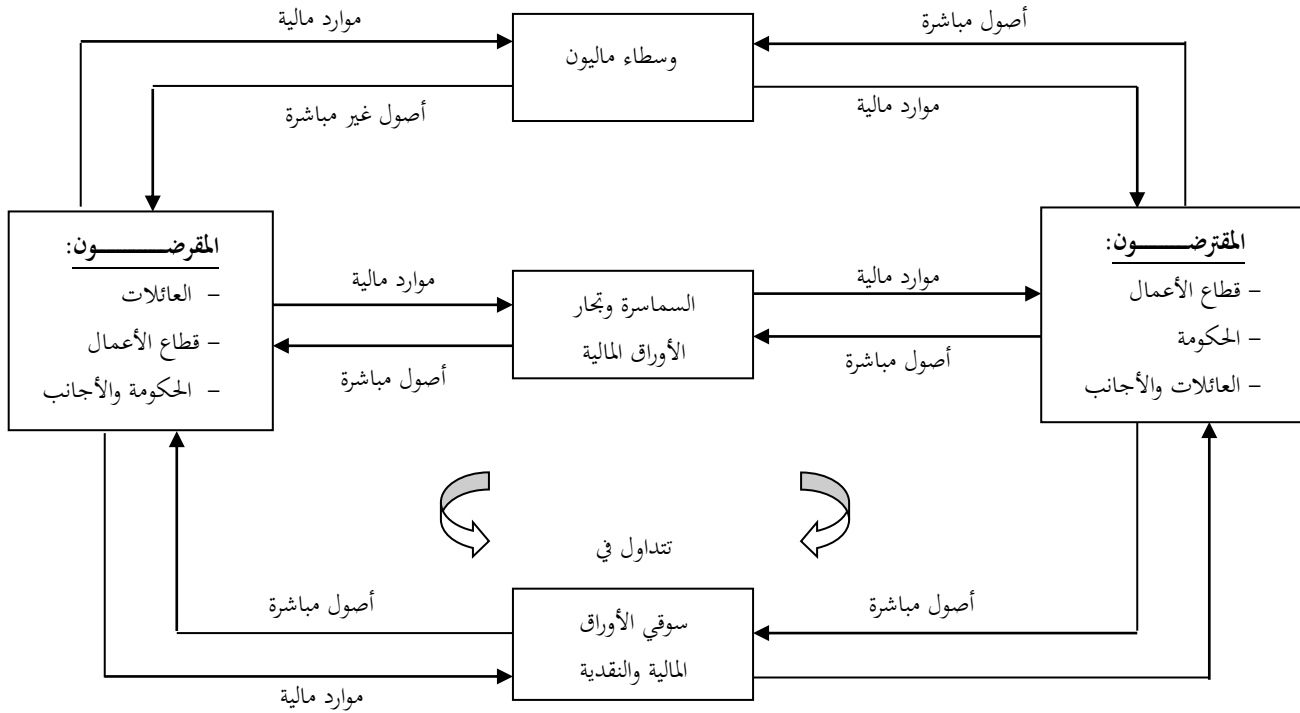 موارد مالية
أصول مباشرة
وسطاء ماليون
أصول غير مباشرة
موارد مالية
المقترضــــــــون:
– قطاع الأعمال
– الحكومة
– العائلات والأجانب
المقرضــــــــــون:
– العائلات
– قطاع الأعمال
– الحكومة والأجانب
موارد مالية
موارد مالية
السماسرة وتجار
الأوراق المالية
أصول مباشرة
أصول مباشرة
تتداول في
أصول مباشرة
أصول مباشرة
سوقي الأوراق
المالية والنقدية
موارد مالية